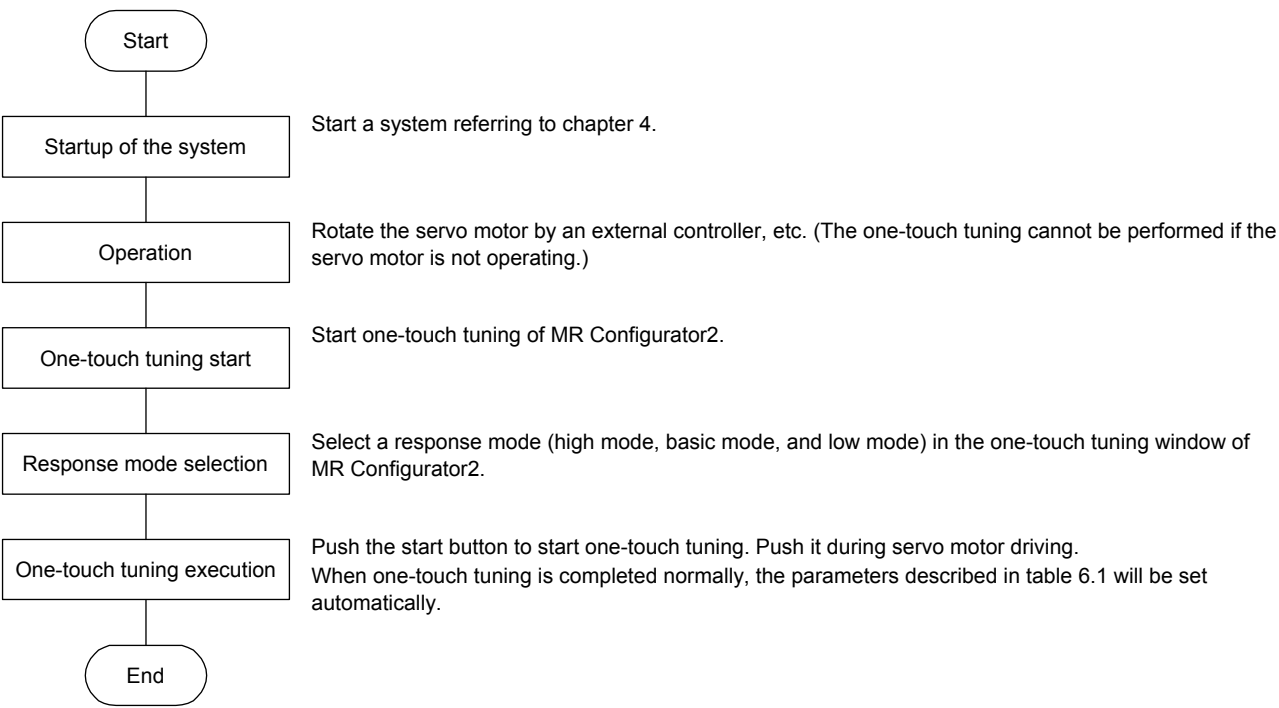 Start
Startup of the system
Start a system referring to chapter 4.
Operation
Rotate the servo motor by an external controller, etc. (The one-touch tuning cannot be performed if the
servo motor is not operating.)
One-touch tuning start
Start one-touch tuning of MR Configurator2.
Response mode selection
Select a response mode (high mode, basic mode, and low mode) in the one-touch tuning window of
MR Configurator2.
One-touch tuning execution
Push the start button to start one-touch tuning. Push it during servo motor driving.
When one-touch tuning is completed normally, the parameters described in table 6.1 will be set
automatically.
End